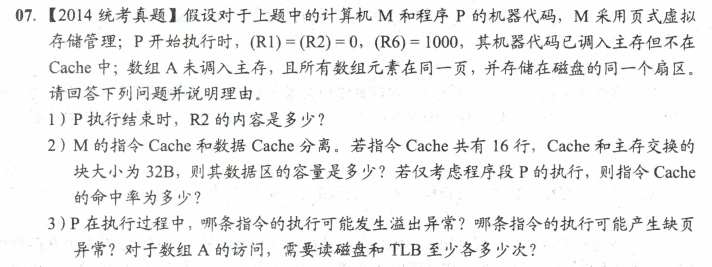 07.【2014 统考真题】假设对于上题中的计算机 M 和程序 P 的机器代码，M 采用页式虚拟
存储管理；P 开始执行时，(R1) = (R2) = 0，(R6) = 1000，其机器代码已调入主存但不在
Cache 中；数组 A 未调入主存，且所有数组元素在同一页，并存储在磁盘的同一个扇区。
请回答下列问题并说明理由。
1）P 执行结束时，R2 的内容是多少？
2）M 的指令 Cache 和数据 Cache 分离。若指令 Cache 共有 16 行，Cache 和主存交换的
块大小为 32B，则其数据区的容量是多少？若仅考虑程序段 P 的执行，则指令 Cache
的命中率为多少？
3）P 在执行过程中，哪条指令的执行可能发生溢出异常？哪条指令的执行可能产生缺页
异常？对于数组 A 的访问，需要读磁盘和 TLB 至少各多少次？